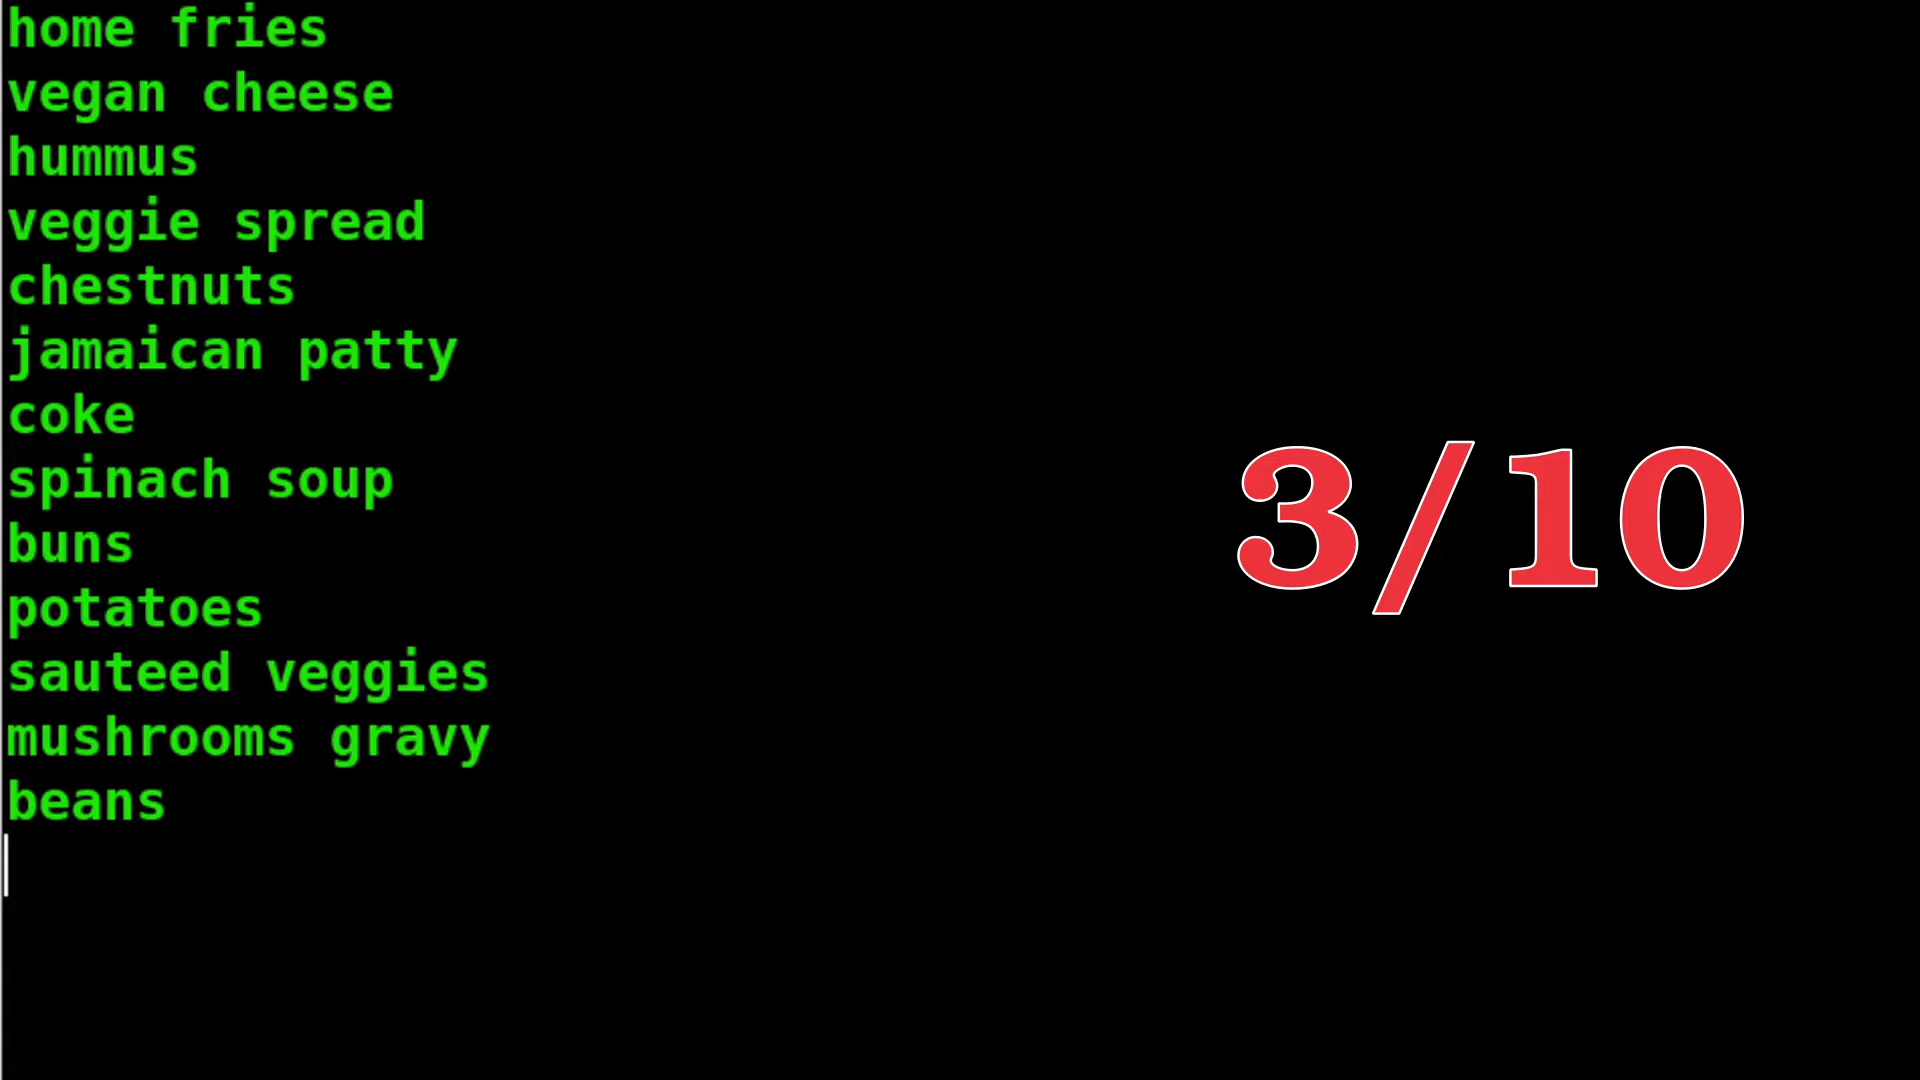 home fries
vegan cheese
hummus
veggie spread
chestnuts
jamaican patty
coke
spinach soup
buns
potatoes
sauteed veggies
mushrooms gravy
beans
3/10